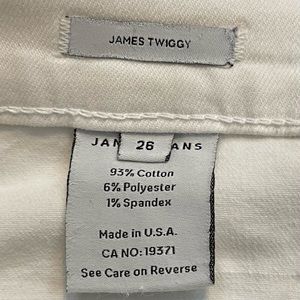 JAMES TWIGGY
26
93% Cotton
6% Polyester
1% Spandex
Made in U.S.A.
CA NO: 19371
See Care on Reverse